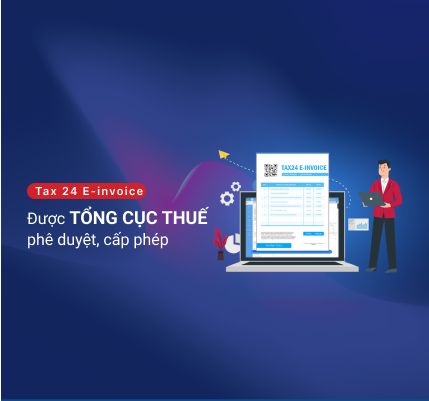 TAX24 E-INVOICE
Tax 24 E-invoice
Được TỔNG CỤC THUẾ
phê duyệt, cấp phép